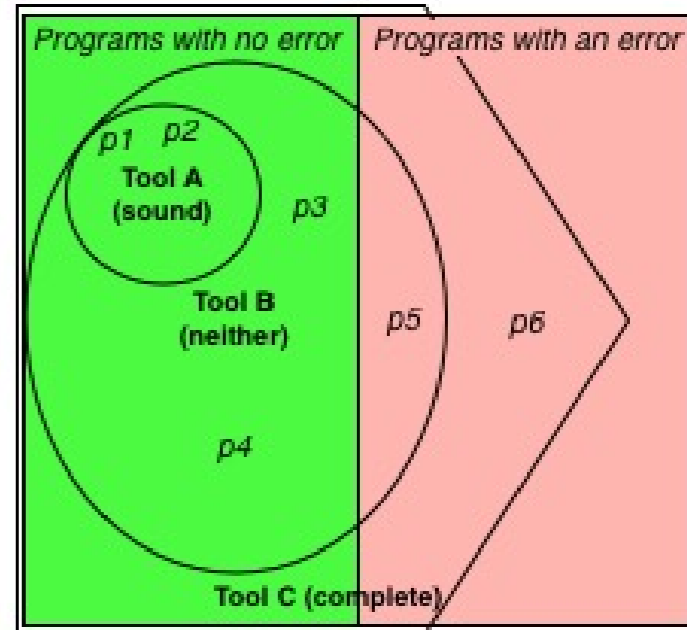 Programs with no error
Programs with an error
p1
p2
Tool A
(sound)
p3
Tool B
(neither)
p5
p6
p4
Tool C (complete)